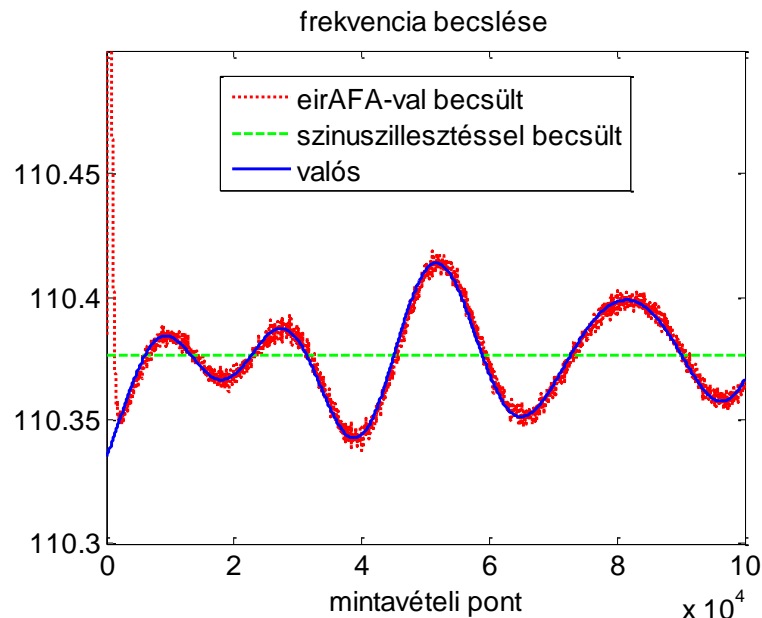 frekvencia becslése
eirAFA-val becsült
szinuszillesztéssel becsült
valós
110.45
110.4
110.35
110.3
0 2 4 6 8 10
mintavételi pont
x 10^4